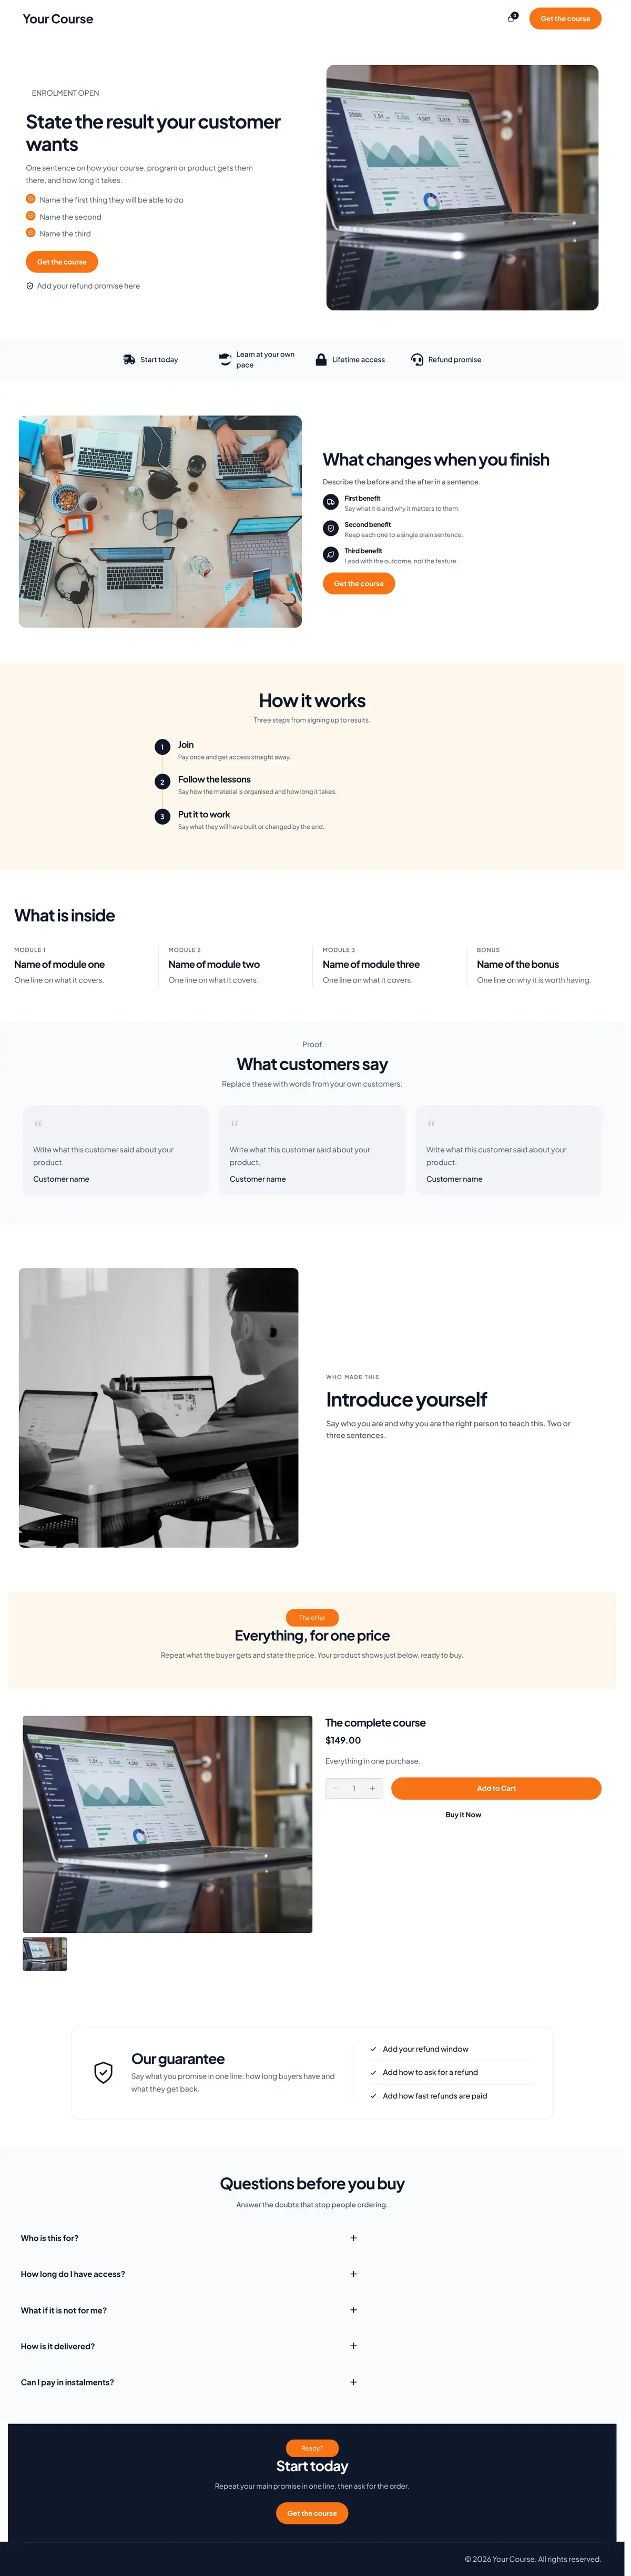 Your Course
0
Get the course
ENROLMENT OPEN
State the result your customer
wants
One sentence on how your course, program or product gets them
there, and how long it takes.
Name the first thing they will be able to do
Name the second
Name the third
Get the course
Add your refund promise here
Start today
Learn at your own
pace
Lifetime access
Refund promise
What changes when you finish
Describe the before and the after in a sentence.
First benefit
Say what it is and why it matters to them.
Second benefit
Keep each one to a single plain sentence.
Third benefit
Lead with the outcome, not the feature.
Get the course
How it works
Three steps from signing up to results.
1
Join
Pay once and get access straight away.
2
Follow the lessons
Say how the material is organised and how long it takes.
3
Put it to work
Say what they will have built or changed by the end.
What is inside
MODULE 1
Name of module one
One line on what it covers.
MODULE 2
Name of module two
One line on what it covers.
MODULE 3
Name of module three
One line on what it covers.
BONUS
Name of the bonus
One line on why it is worth having.
Proof
What customers say
Replace these with words from your own customers.
“
Write what this customer said about your
product.
Customer name
“
Write what this customer said about your
product.
Customer name
“
Write what this customer said about your
product.
Customer name
WHO MADE THIS
Introduce yourself
Say who you are and why you are the right person to teach this. Two or
three sentences.
The offer
Everything, for one price
Repeat what the buyer gets and state the price. Your product shows just below, ready to buy.
The complete course
$149.00
Everything in one purchase.
− 1 +
Add to Cart
Buy it Now
Our guarantee
Say what you promise in one line: how long buyers have and
what they get back.
Add your refund window
Add how to ask for a refund
Add how fast refunds are paid
Questions before you buy
Answer the doubts that stop people ordering.
Who is this for?
How long do I have access?
What if it is not for me?
How is it delivered?
Can I pay in instalments?
Ready?
Start today
Repeat your main promise in one line, then ask for the order.
Get the course
© 2026 Your Course. All rights reserved.